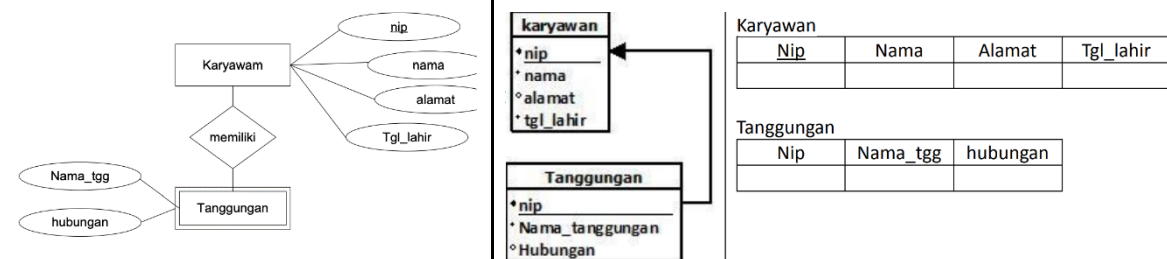 nip
Karyawam
nama
alamat
memiliki
Tgl_lahir
Nama_tgg
Tanggungan
hubungan
karyawan
nip
nama
alamat
tgl_lahir
Tanggungan
nip
Nama_tanggungan
Hubungan
Karyawan
Nip Nama Alamat Tgl_lahir
Tanggungan
Nip Nama_tgg hubungan